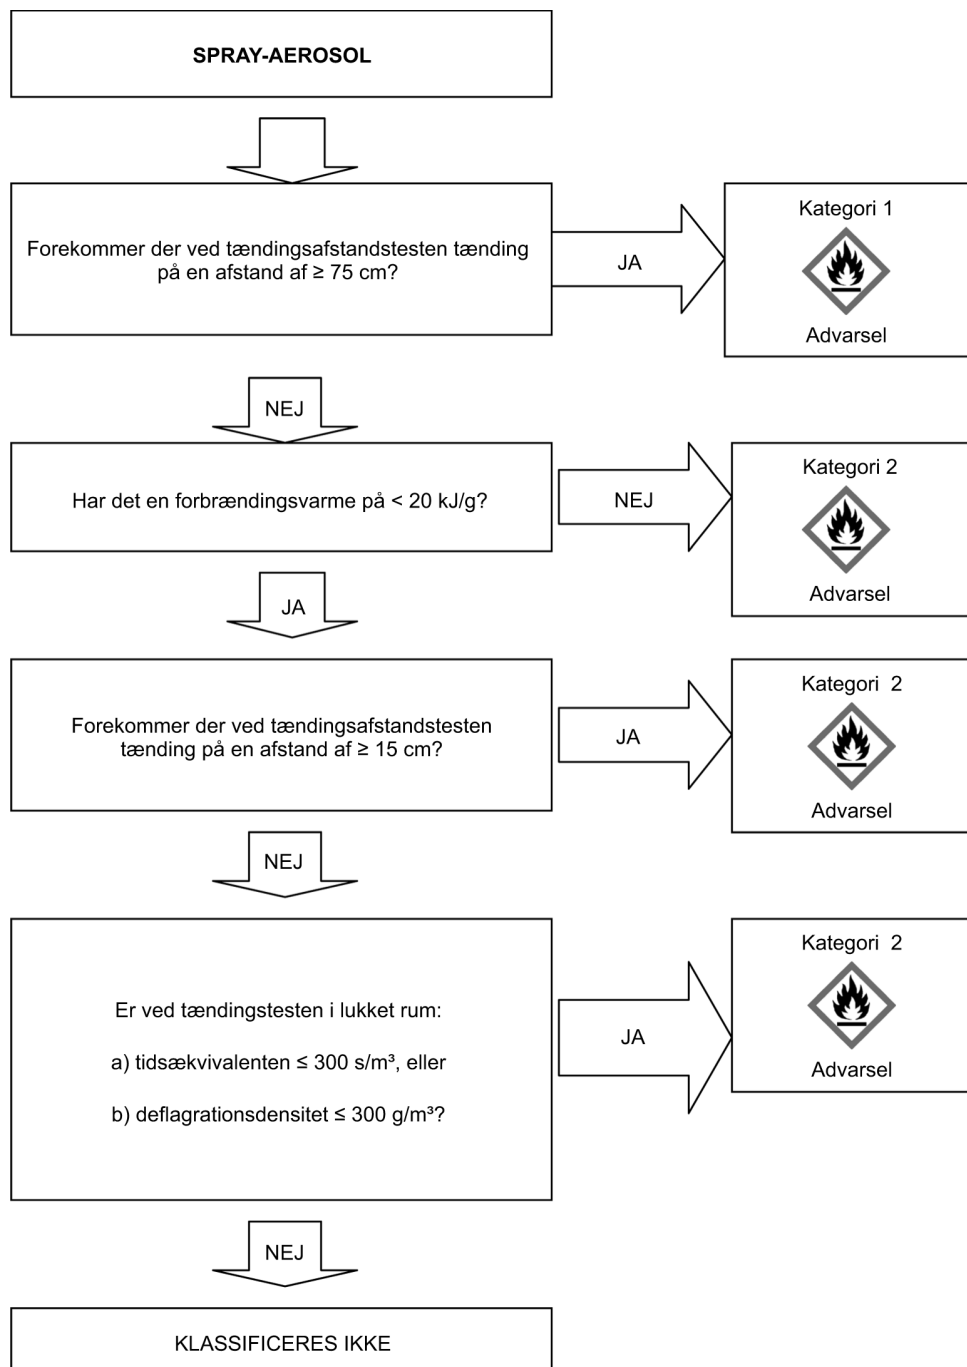 SPRAY-AEROSOL
Forekommer der ved tændingsafstandstesten tænding
på en afstand af ≥ 75 cm?
JA
Kategori 1
Advarsel
NEJ
Har det en forbrændingsvarme på < 20 kJ/g?
NEJ
Kategori 2
Advarsel
JA
Forekommer der ved tændingsafstandstesten
tænding på en afstand af ≥ 15 cm?
JA
Kategori 2
Advarsel
NEJ
Er ved tændingstesten i lukket rum:
a) tidsækvivalenten ≤ 300 s/m³, eller
b) deflagrationsdensitet ≤ 300 g/m³?
JA
Kategori 2
Advarsel
NEJ
KLASSIFICERES IKKE